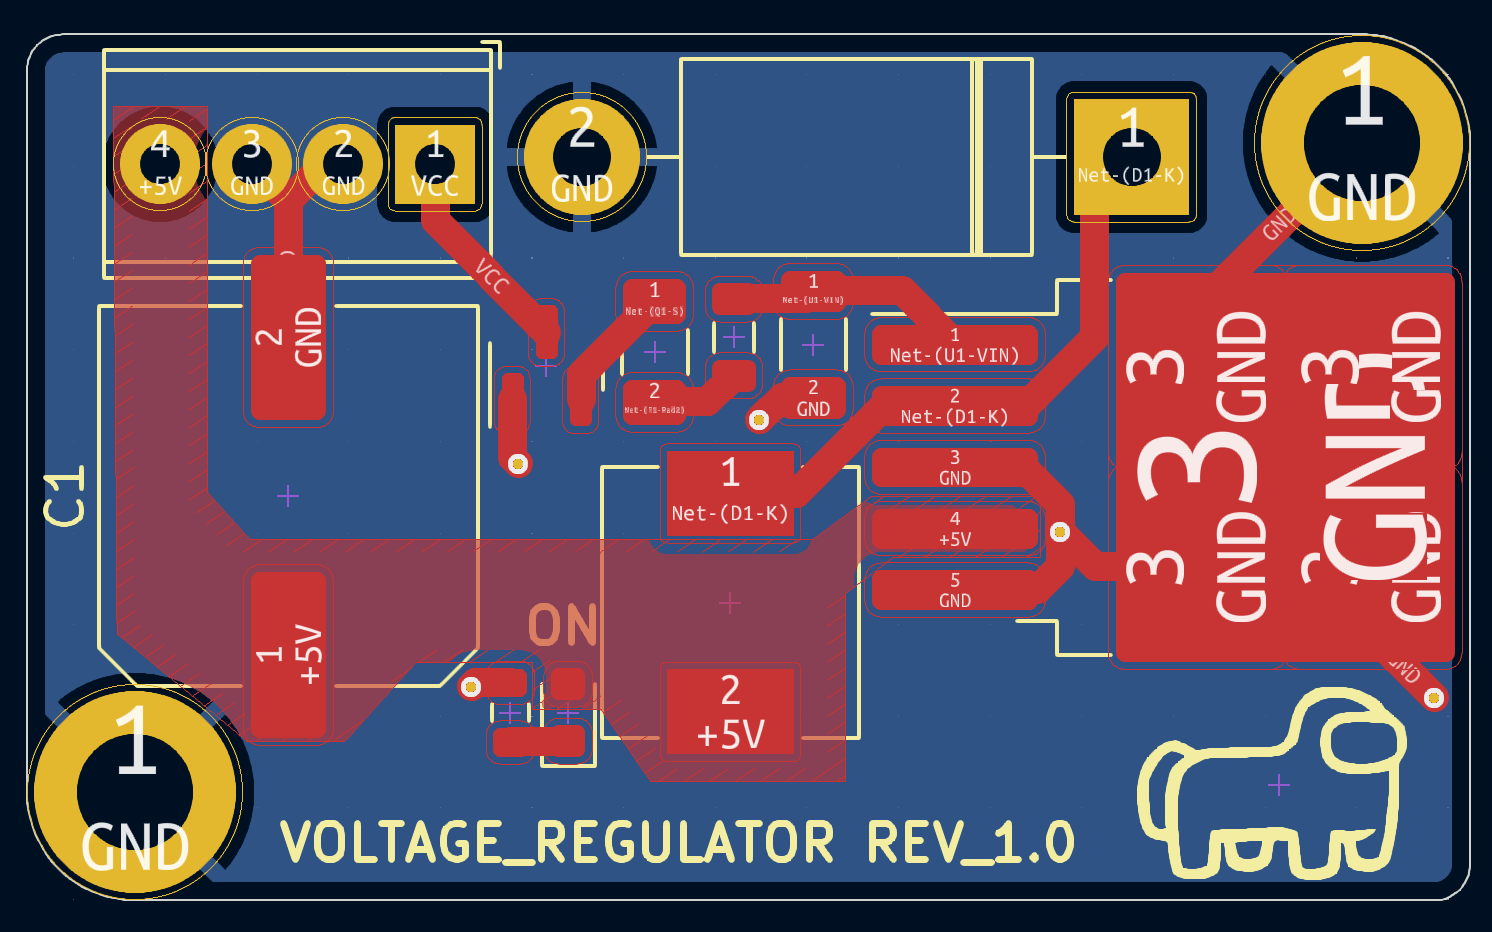 4
+5V
3
GND
2
GND
1
VCC
2
GND
1
Net-(D1-K)
1
GND
VCC
GND
2
GND
1
Net-(Q1-S)
1
Net-(U1-VIN)
1
Net-(U1-VIN)
2
2
GND
2
Net-(D1-K)
3
GND
4
+5V
5
GND
1
Net-(D1-K)
3
GND
3
GND
3
GND
3
GND
3
GND
C1
ON
1
+5V
2
+5V
GND
1
GND
VOLTAGE_REGULATOR REV_1.0